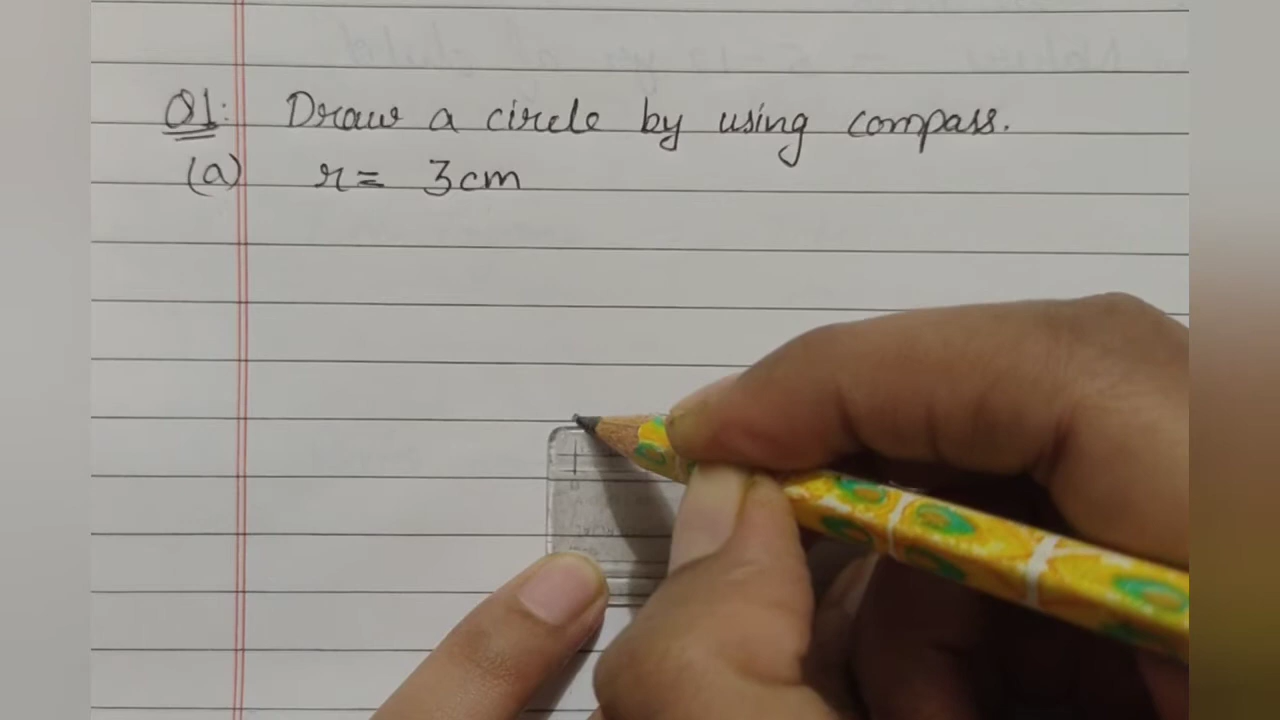 Q1: Draw a circle by using compass.
(a) r = 3cm